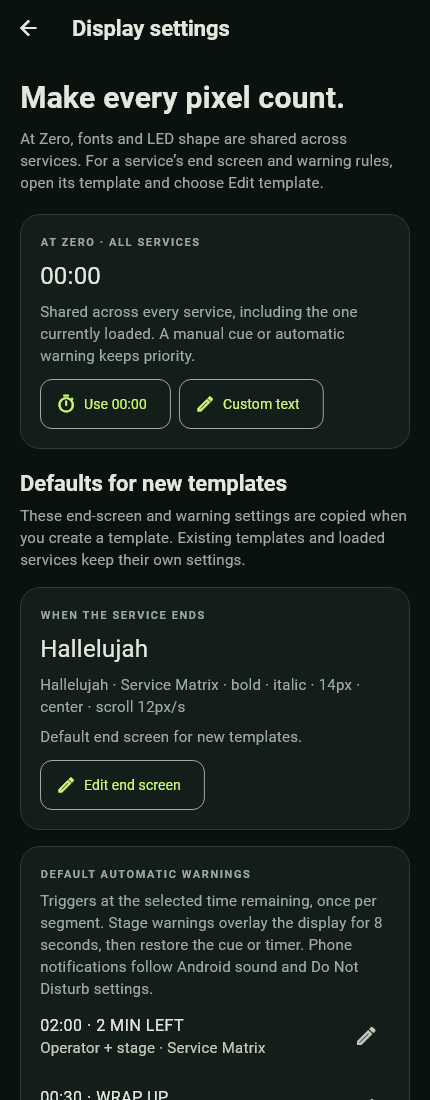 Display settings
Make every pixel count.
At Zero, fonts and LED shape are shared across
services. For a service’s end screen and warning rules,
open its template and choose Edit template.
AT ZERO · ALL SERVICES
00:00
Shared across every service, including the one
currently loaded. A manual cue or automatic
warning keeps priority.
Use 00:00
Custom text
Defaults for new templates
These end-screen and warning settings are copied when
you create a template. Existing templates and loaded
services keep their own settings.
WHEN THE SERVICE ENDS
Hallelujah
Hallelujah · Service Matrix · bold · italic · 14px ·
center · scroll 12px/s
Default end screen for new templates.
Edit end screen
DEFAULT AUTOMATIC WARNINGS
Triggers at the selected time remaining, once per
segment. Stage warnings overlay the display for 8
seconds, then restore the cue or timer. Phone
notifications follow Android sound and Do Not
Disturb settings.
02:00 · 2 MIN LEFT
Operator + stage · Service Matrix
00:30 · WRAP UP